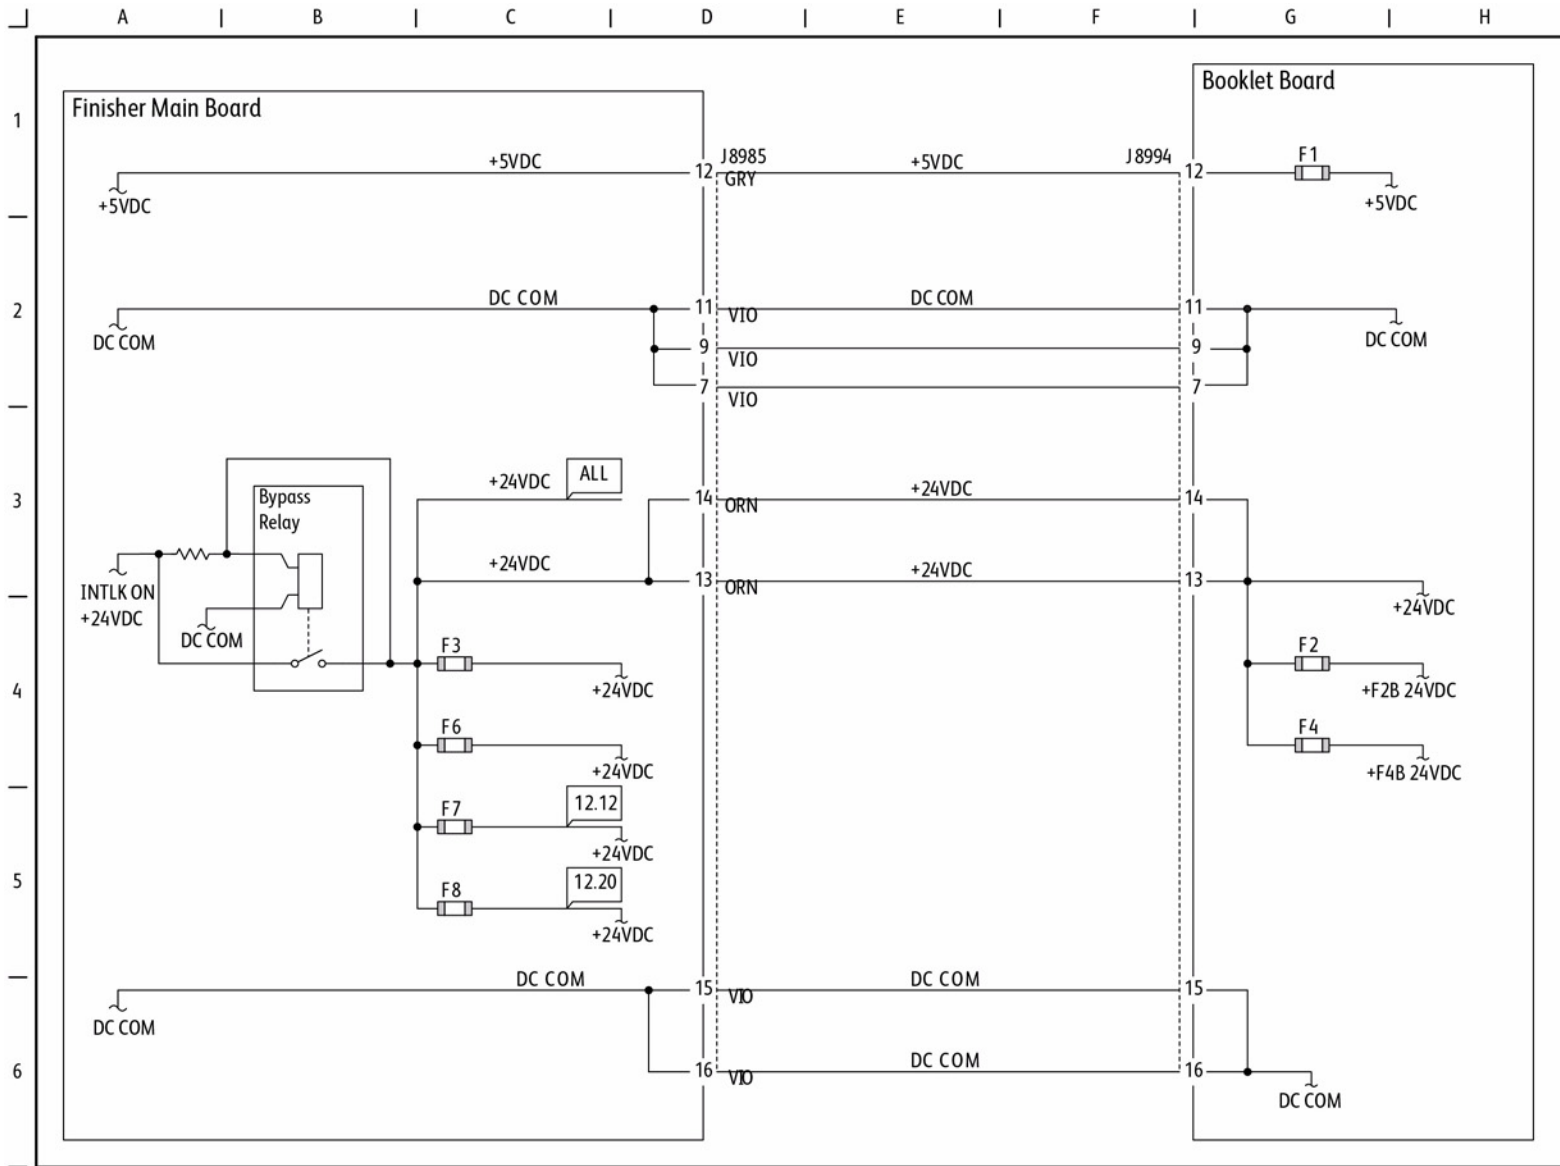 A B C D E F G H
Booklet Board
Finisher Main Board
1
+5VDC J8985 +5VDC J8994 F1
12 GRY 12
+5VDC +5VDC
2
DC COM 11 DC COM 11
VIO
DC COM 9 9 DC COM
VIO
7 7
VIO
3
+24VDC ALL +24VDC
Bypass 14 ORN 14
Relay
+24VDC +24VDC
INTLK ON 13 ORN 13
+24VDC +24VDC
DC COM
4
F3 F2
+24VDC +F2B 24VDC
F6 F4
+24VDC +F4B 24VDC
F7 12.12
+24VDC
5
F8 12.20
+24VDC
DC COM DC COM
15 VIO 15
DC COM
6
DC COM
16 VIO 16
DC COM